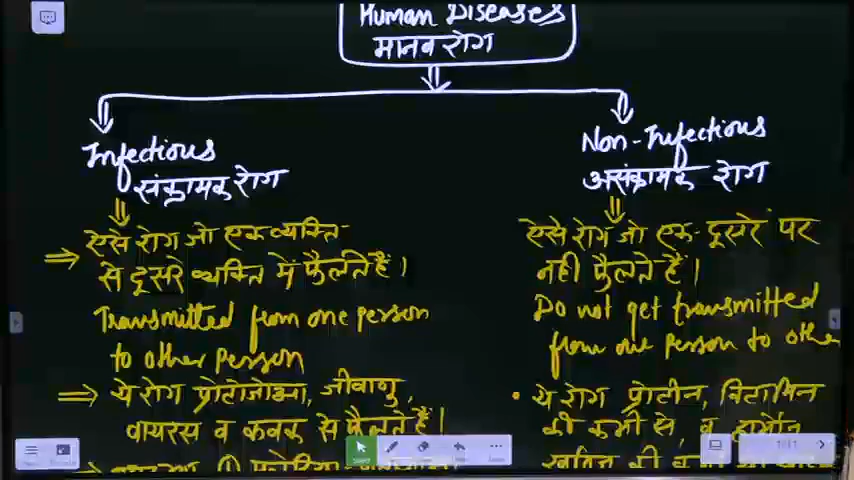 Human Diseases
मानव रोग
Infectious
संक्रामक रोग
ऐसे रोग जो एक व्यक्ति
से दूसरे व्यक्ति में फैलते हैं।
Transmitted from one person
to other person
ये रोग प्रोटोजोआ, जीवाणु,
वायरस व कवक से फैलते हैं।
Non-Infectious
असंक्रामक रोग
ऐसे रोग जो एक-दूसरे पर
नही फैलते हैं।
Do not get transmitted
from one person to other
ये रोग प्रोटीन, विटामिन
की कमी से, व हार्मोन